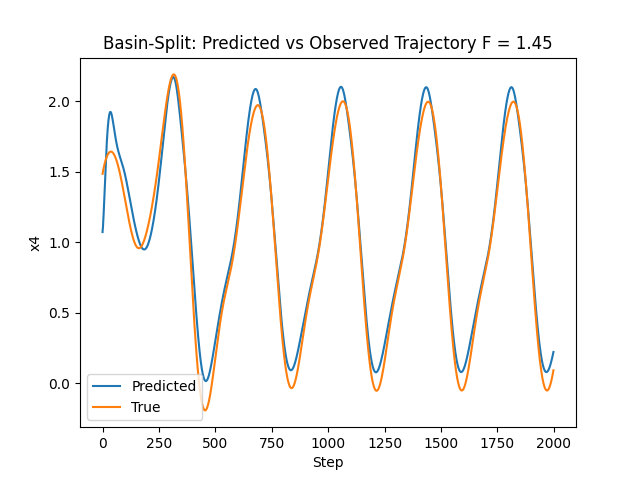 Basin-Split: Predicted vs Observed Trajectory F = 1.45
x4
2.0
1.5
1.0
0.5
0.0
Predicted
True
0 250 500 750 1000 1250 1500 1750 2000
Step